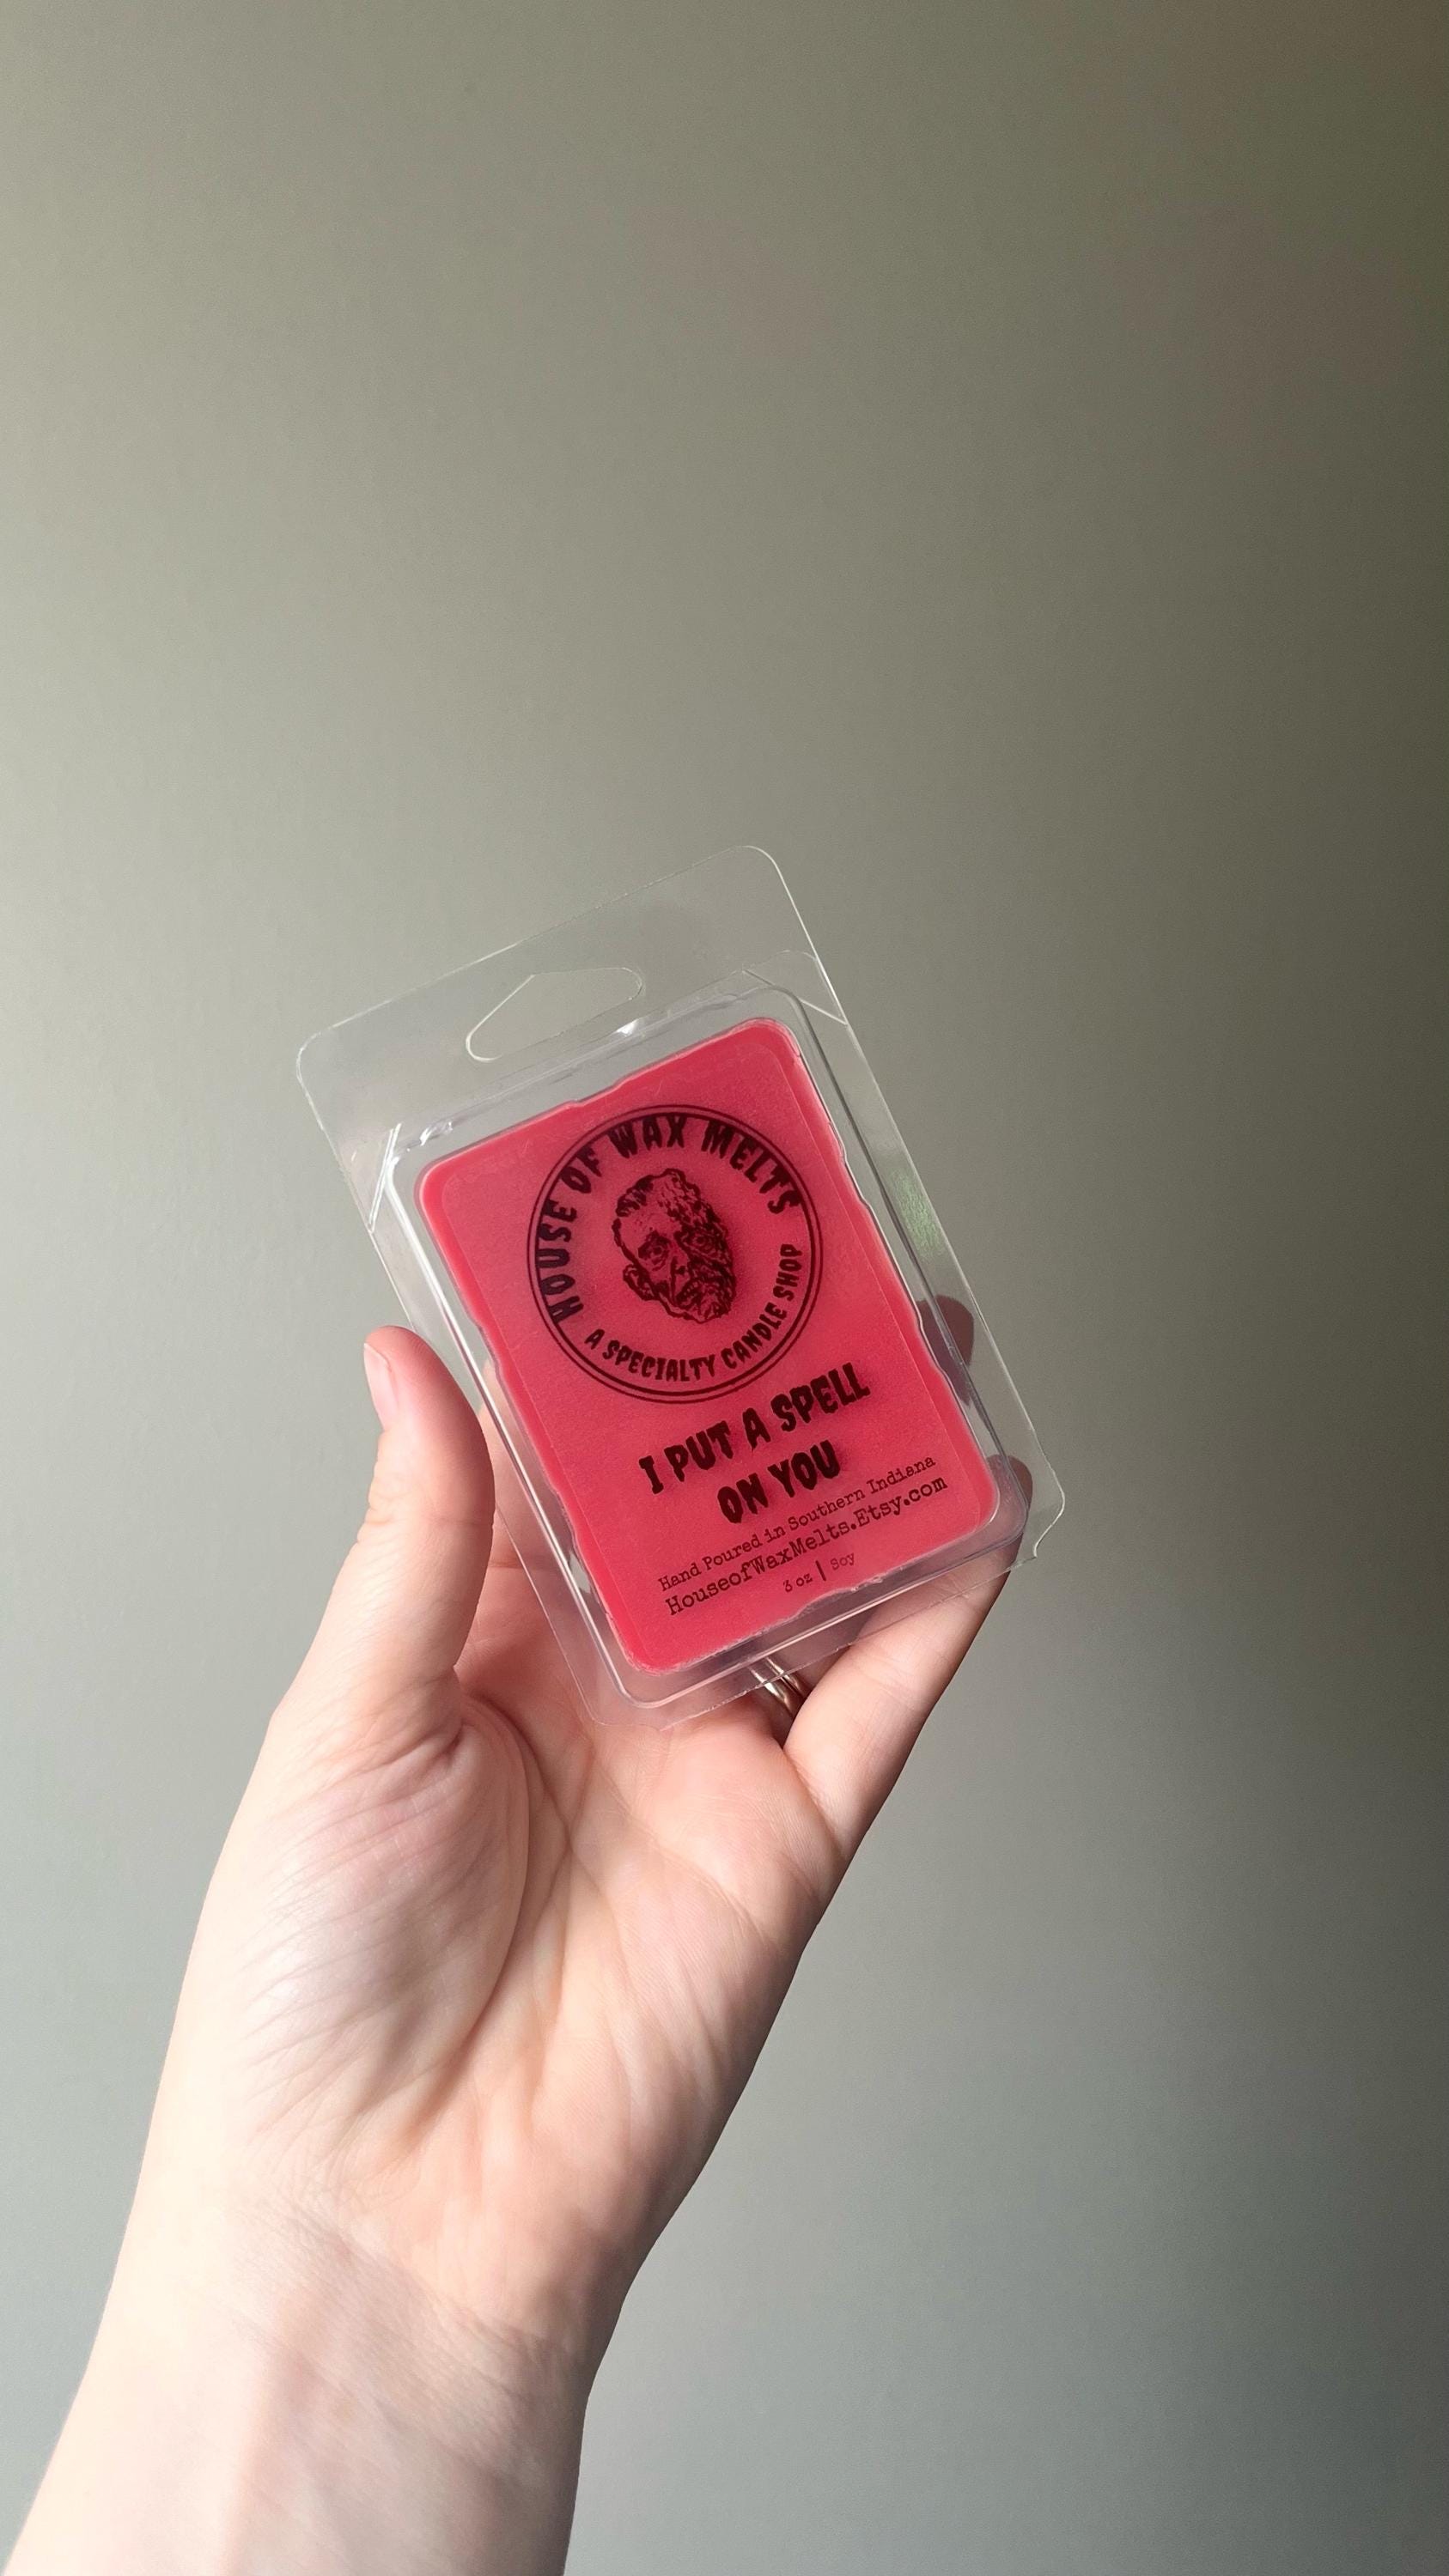 HOUSE OF WAX MELTS
A SPECIALTY CANDLE SHOP
I PUT A SPELL
ON YOU
Hand Poured in Southern Indiana
HouseofWaxMelts.Etsy.com
3 oz | Soy